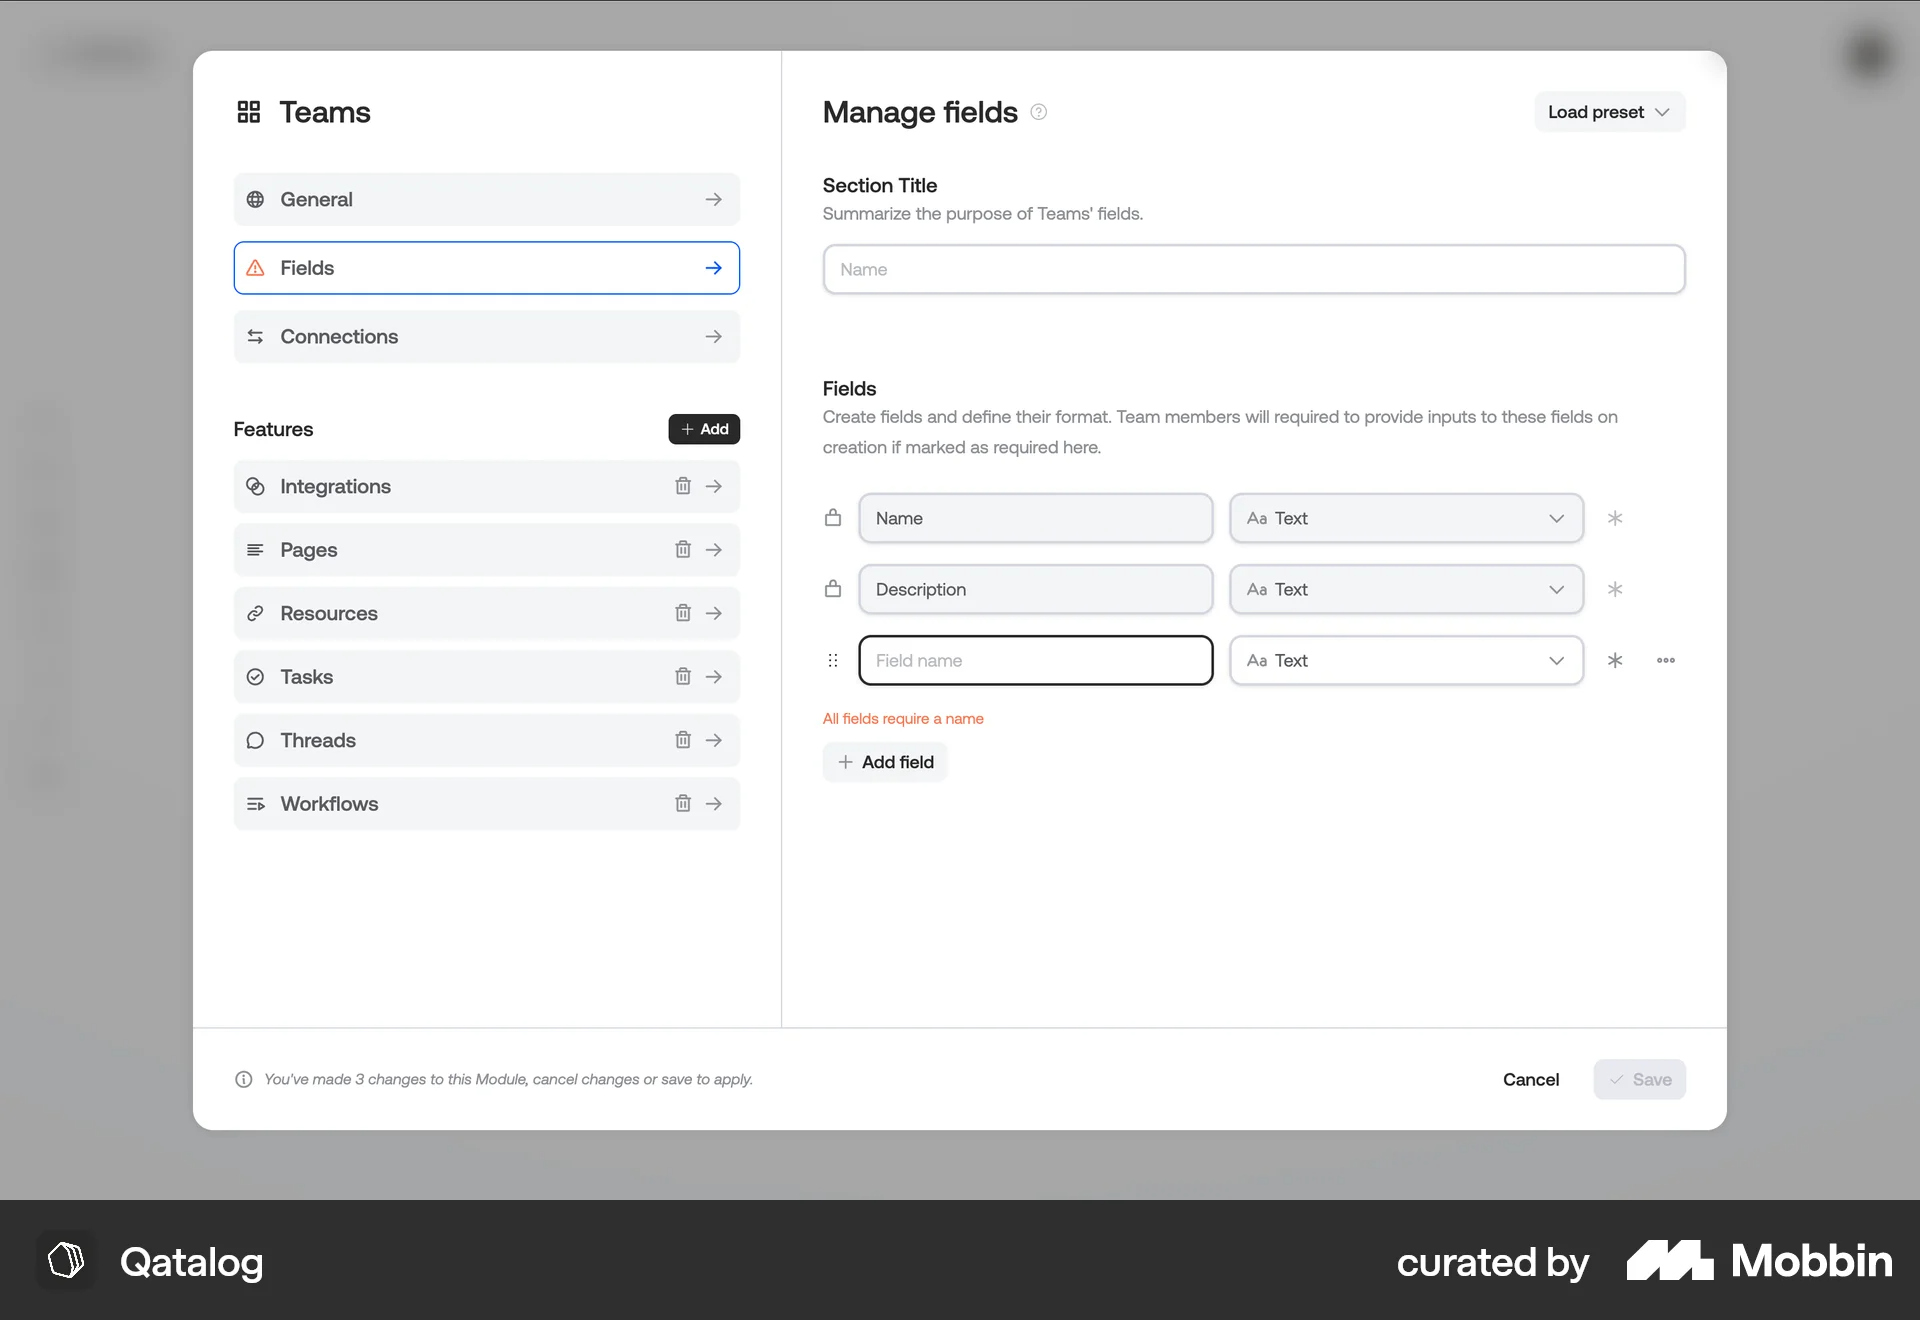 Teams
General
Fields
Connections
Features
Add
Integrations
Pages
Resources
Tasks
Threads
Workflows
Manage fields
Load preset
Section Title
Summarize the purpose of Teams' fields.
Name
Fields
Create fields and define their format. Team members will required to provide inputs to these fields on
creation if marked as required here.
Name
Aa Text
Description
Aa Text
Field name
Aa Text
All fields require a name
Add field
You've made 3 changes to this Module, cancel changes or save to apply.
Cancel
Save
Qatalog
curated by Mobbin